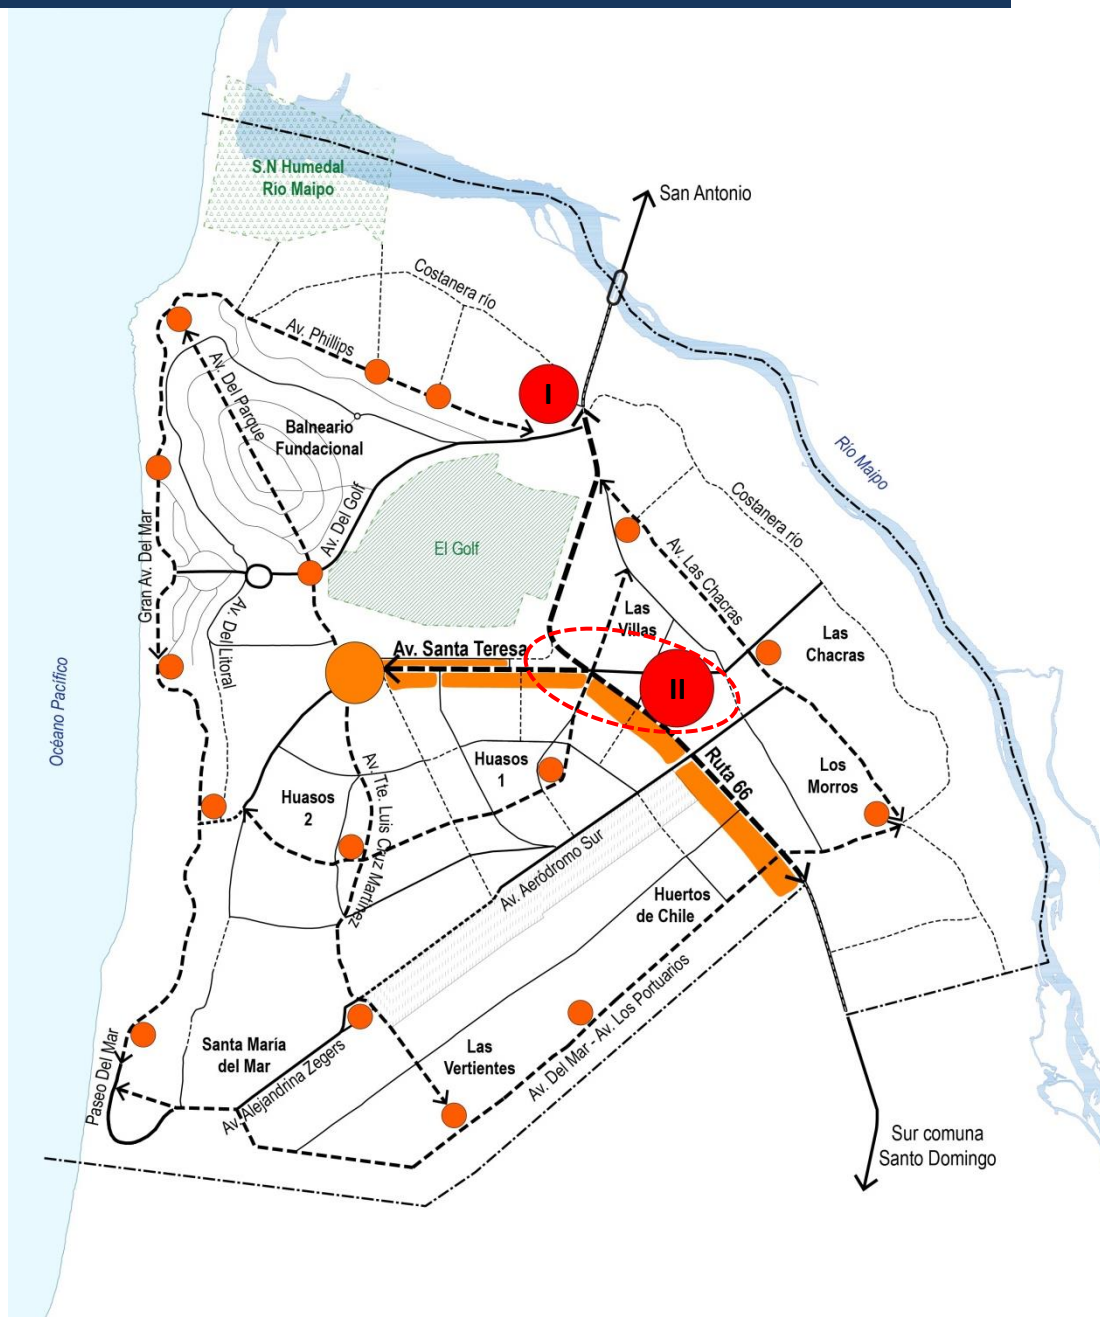 S.N Humedal
Rio Maipo
San Antonio
Costanera río
Av. Phillips
Av. Del Parque
I
Balneario
Fundacional
Río Maipo
Av. Del Golf
Costanera río
El Golf
Gran Av. Del Mar
Av. Las Chacras
Av. Del Litoral
Las
Villas
Las
Chacras
Av. Santa Teresa
Océano Pacífico
II
Huasos
1
Ruta 66
Los
Morros
Huasos
2
Av. Tte. Luis Cruz Martínez
Av. Aeródromo Sur
Huertos
de Chile
Santa María
del Mar
Las
Vertientes
Av. Del Mar - Av. Los Portuarios
Paseo Del Mar
Av. Alejandrina Zegers
Sur comuna
Santo Domingo